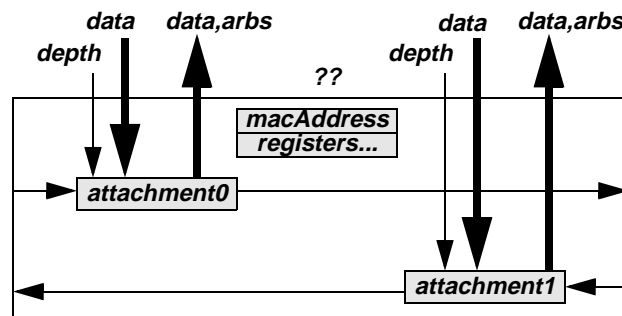 data data,arbs
depth
data data,arbs
depth
??
macAddress
registers...
attachment0
attachment1